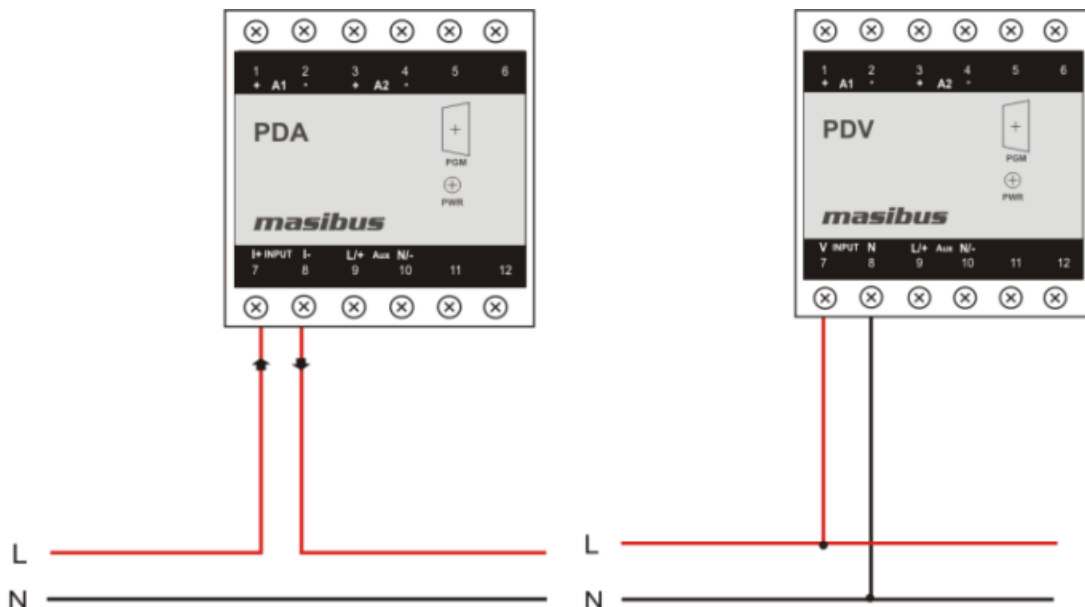 1 2 3 4 5 6
+ A1 - + A2 -
PDA
PGM
PWR
masibus
I+ INPUT I- L/+ Aux N/-
7 8 9 10 11 12
L
N
1 2 3 4 5 6
+ A1 - + A2 -
PDV
PGM
PWR
masibus
V INPUT N L/+ Aux N/-
7 8 9 10 11 12
L
N